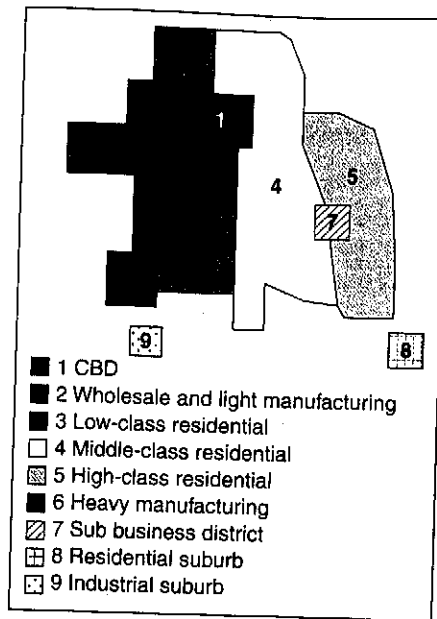 1
4
5
7
9
8
1 CBD
2 Wholesale and light manufacturing
3 Low-class residential
4 Middle-class residential
5 High-class residential
6 Heavy manufacturing
7 Sub business district
8 Residential suburb
9 Industrial suburb